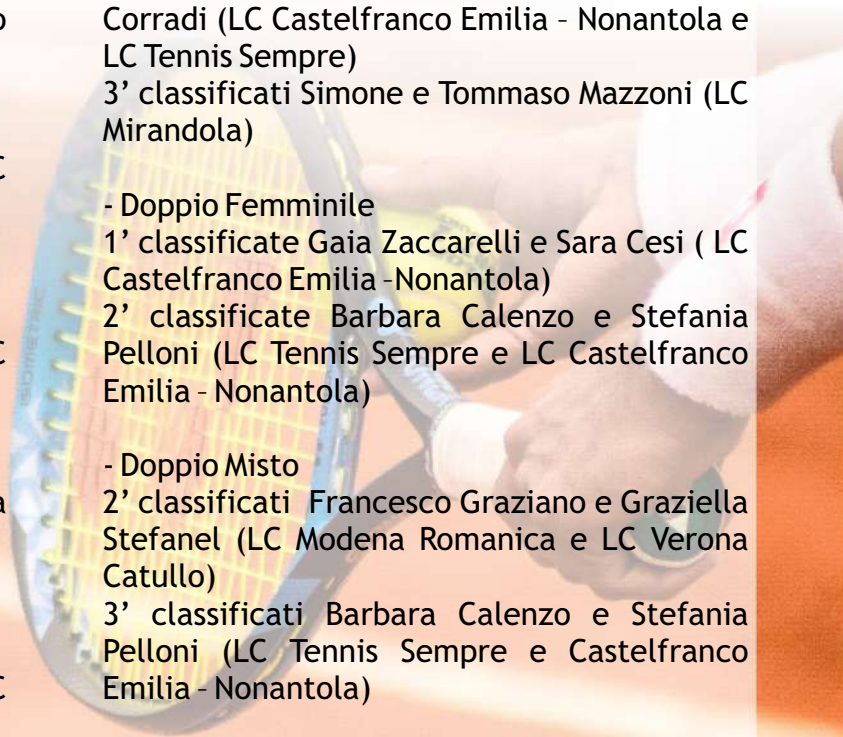 o
C
C
a
C
Corradi (LC Castelfranco Emilia – Nonantola e
LC Tennis Sempre)
3’ classificati Simone e Tommaso Mazzoni (LC
Mirandola)
- Doppio Femminile
1’ classificate Gaia Zaccarelli e Sara Cesi ( LC
Castelfranco Emilia –Nonantola)
2’ classificate Barbara Calenzo e Stefania
Pelloni (LC Tennis Sempre e LC Castelfranco
Emilia – Nonantola)
- Doppio Misto
2’ classificati Francesco Graziano e Graziella
Stefanel (LC Modena Romanica e LC Verona
Catullo)
3’ classificati Barbara Calenzo e Stefania
Pelloni (LC Tennis Sempre e Castelfranco
Emilia – Nonantola)